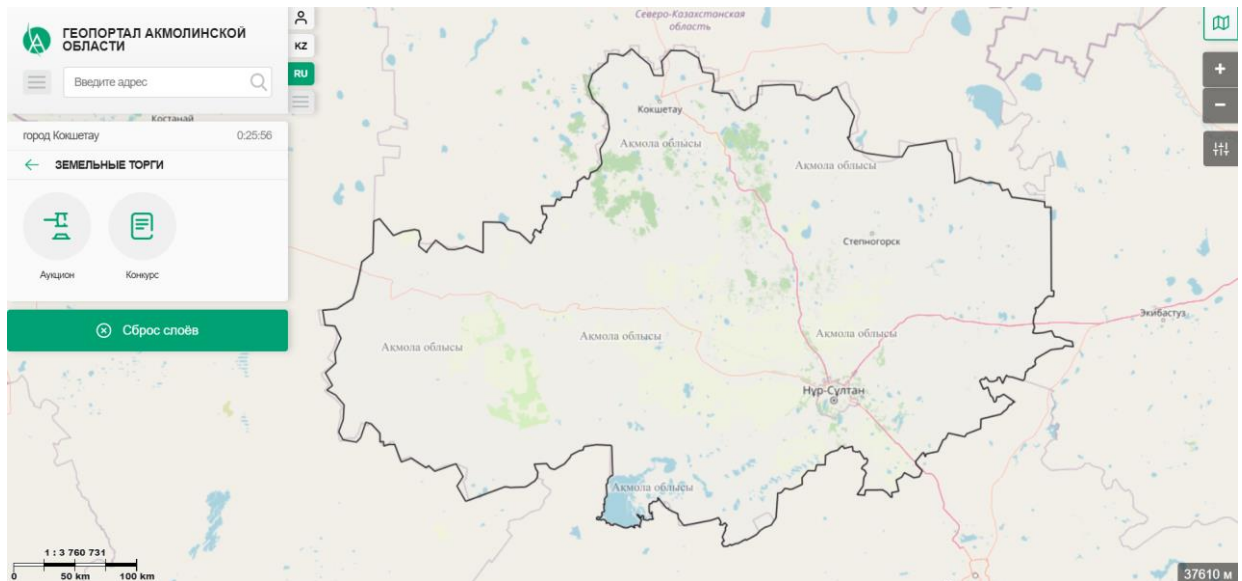 ГЕОПОРТАЛ АКМОЛИНСКОЙ
ОБЛАСТИ
Введите адрес
KZ
RU
Костанай
город Кокшетау 0:25:56
ЗЕМЕЛЬНЫЕ ТОРГИ
Аукцион Конкурс
Сброс слоёв
Северо-Казахстанская
область
Кокшетау
Акмола облысы
Акмола облысы
Степногорск
Экибастуз
Акмола облысы
Акмола облысы
Акмола облысы
Нұр-Сұлтан
Акмола облысы
1 : 3 760 731
0 50 km 100 km
37610 м